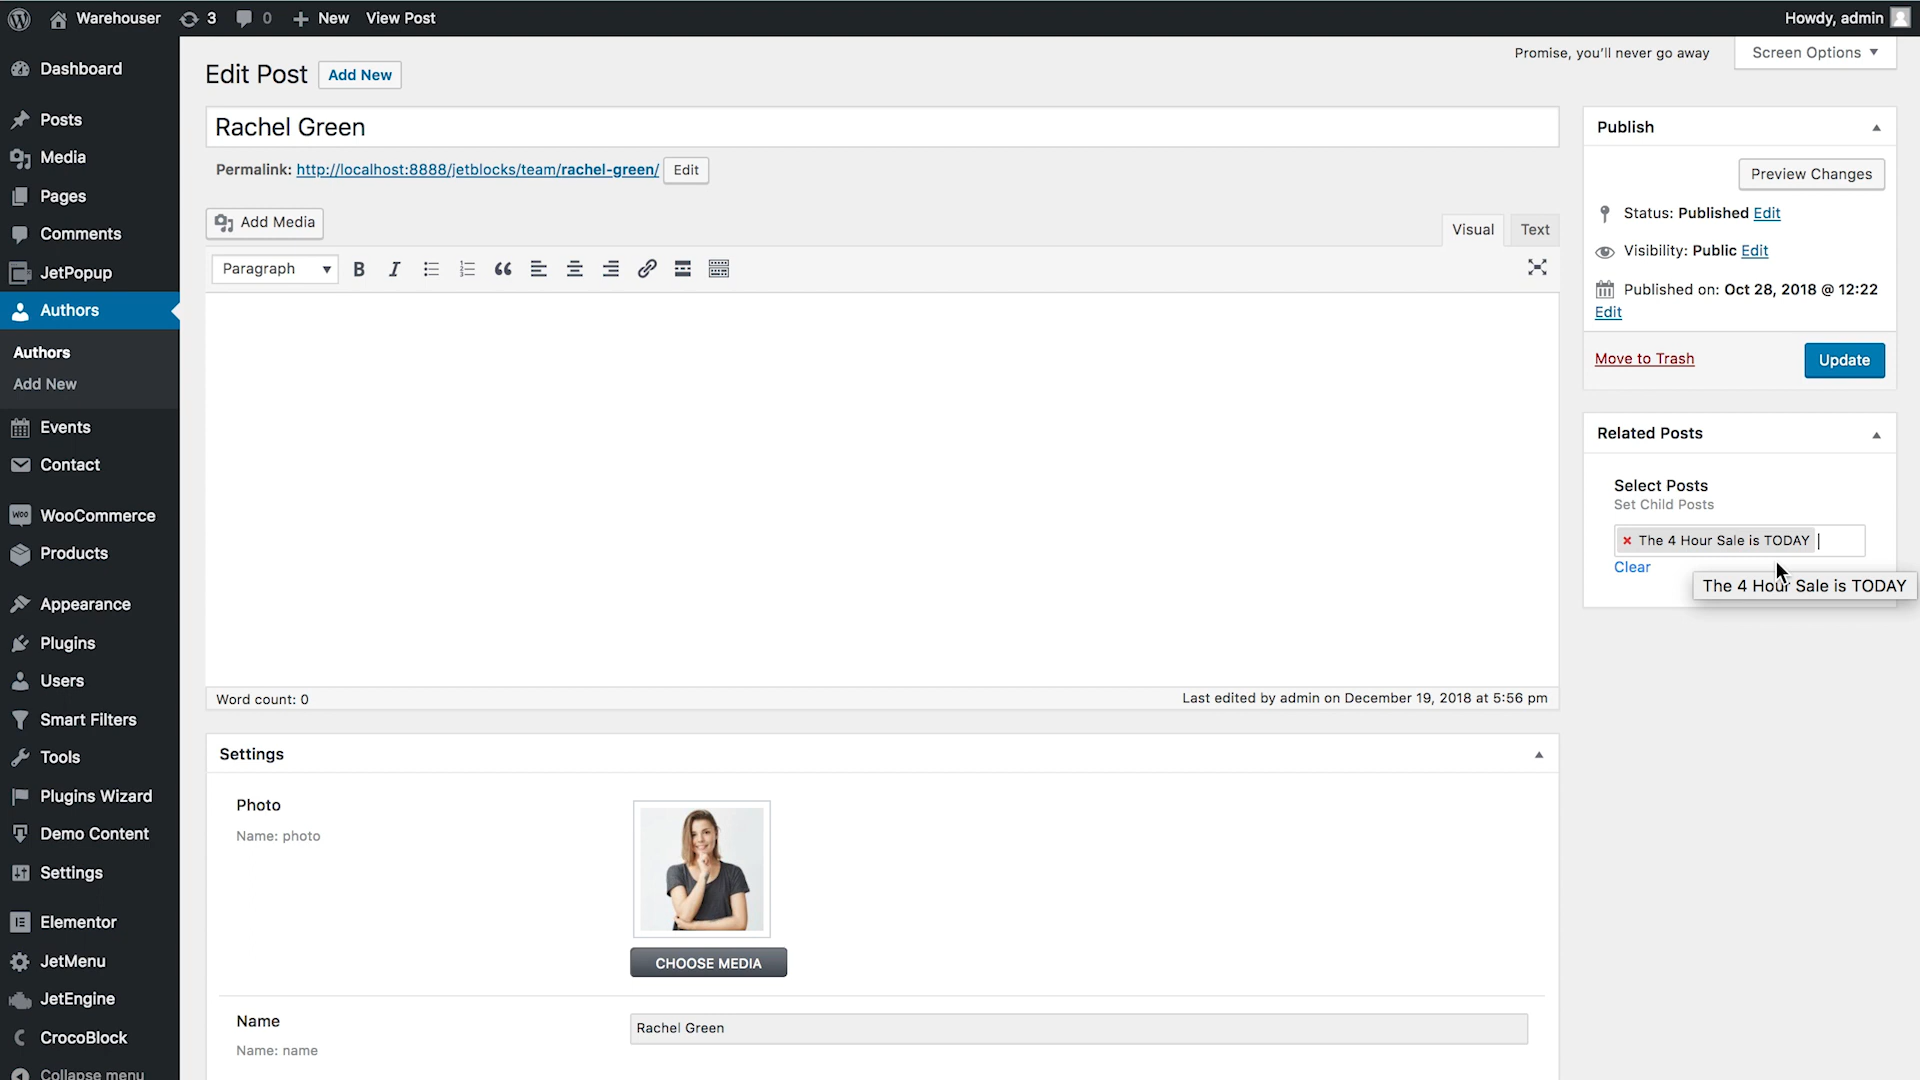 Warehouser 3 0 New View Post Howdy, admin
Promise, you'll never go away Screen Options
Dashboard
Posts
Media
Pages
Comments
JetPopup
Authors
Authors
Add New
Events
Contact
WooCommerce
Products
Appearance
Plugins
Users
Smart Filters
Tools
Plugins Wizard
Demo Content
Settings
Elementor
JetMenu
JetEngine
CrocoBlock
Collapse menu
Edit Post Add New
Rachel Green
Permalink: http://localhost:8888/jetblocks/team/rachel-green/ Edit
Add Media
Visual Text
Paragraph B I
Word count: 0 Last edited by admin on December 19, 2018 at 5:56 pm
Settings
Photo
Name: photo
CHOOSE MEDIA
Name
Name: name
Rachel Green
Publish
Preview Changes
Status: Published Edit
Visibility: Public Edit
Published on: Oct 28, 2018 @ 12:22
Edit
Move to Trash Update
Related Posts
Select Posts
Set Child Posts
× The 4 Hour Sale is TODAY
Clear
The 4 Hour Sale is TODAY